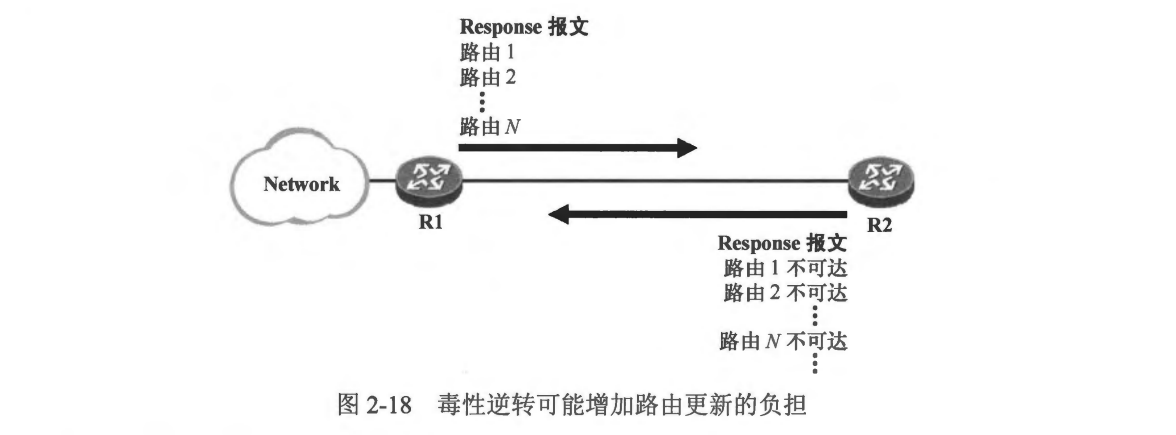 Response 报文
路由 1
路由 2
⋮
路由 N
Network
R1
R2
Response 报文
路由 1 不可达
路由 2 不可达
⋮
路由 N 不可达
⋮
图 2-18 毒性逆转可能增加路由更新的负担